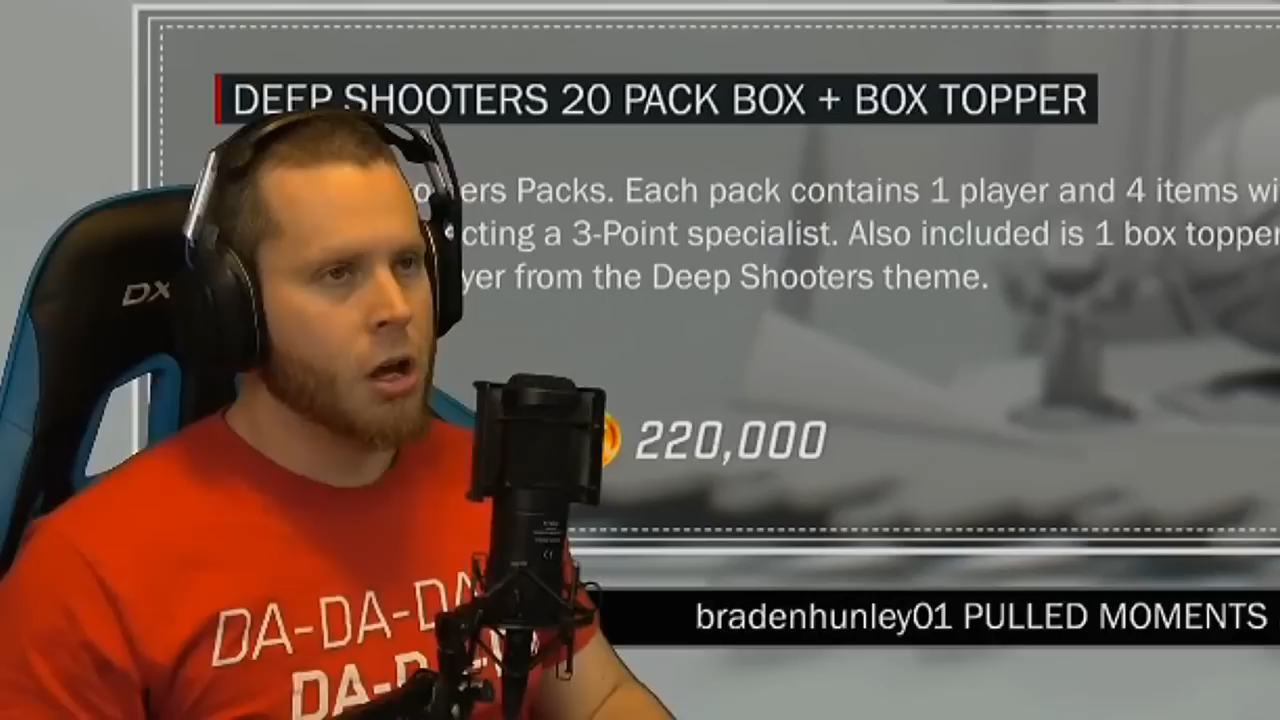 DEEP SHOOTERS 20 PACK BOX + BOX TOPPER
ers Packs. Each pack contains 1 player and 4 items wi
cting a 3-Point specialist. Also included is 1 box topper
yer from the Deep Shooters theme.
DX
220,000
DA-DA-DA
bradenhunley01 PULLED MOMENTS